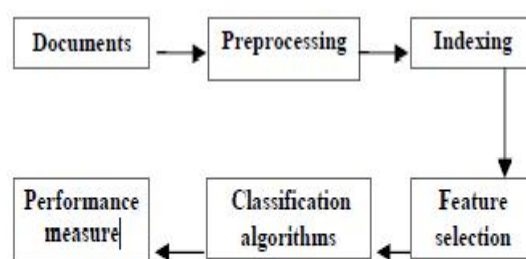 Documents
Preprocessing
Indexing
Feature
selection
Classification
algorithms
Performance
measure